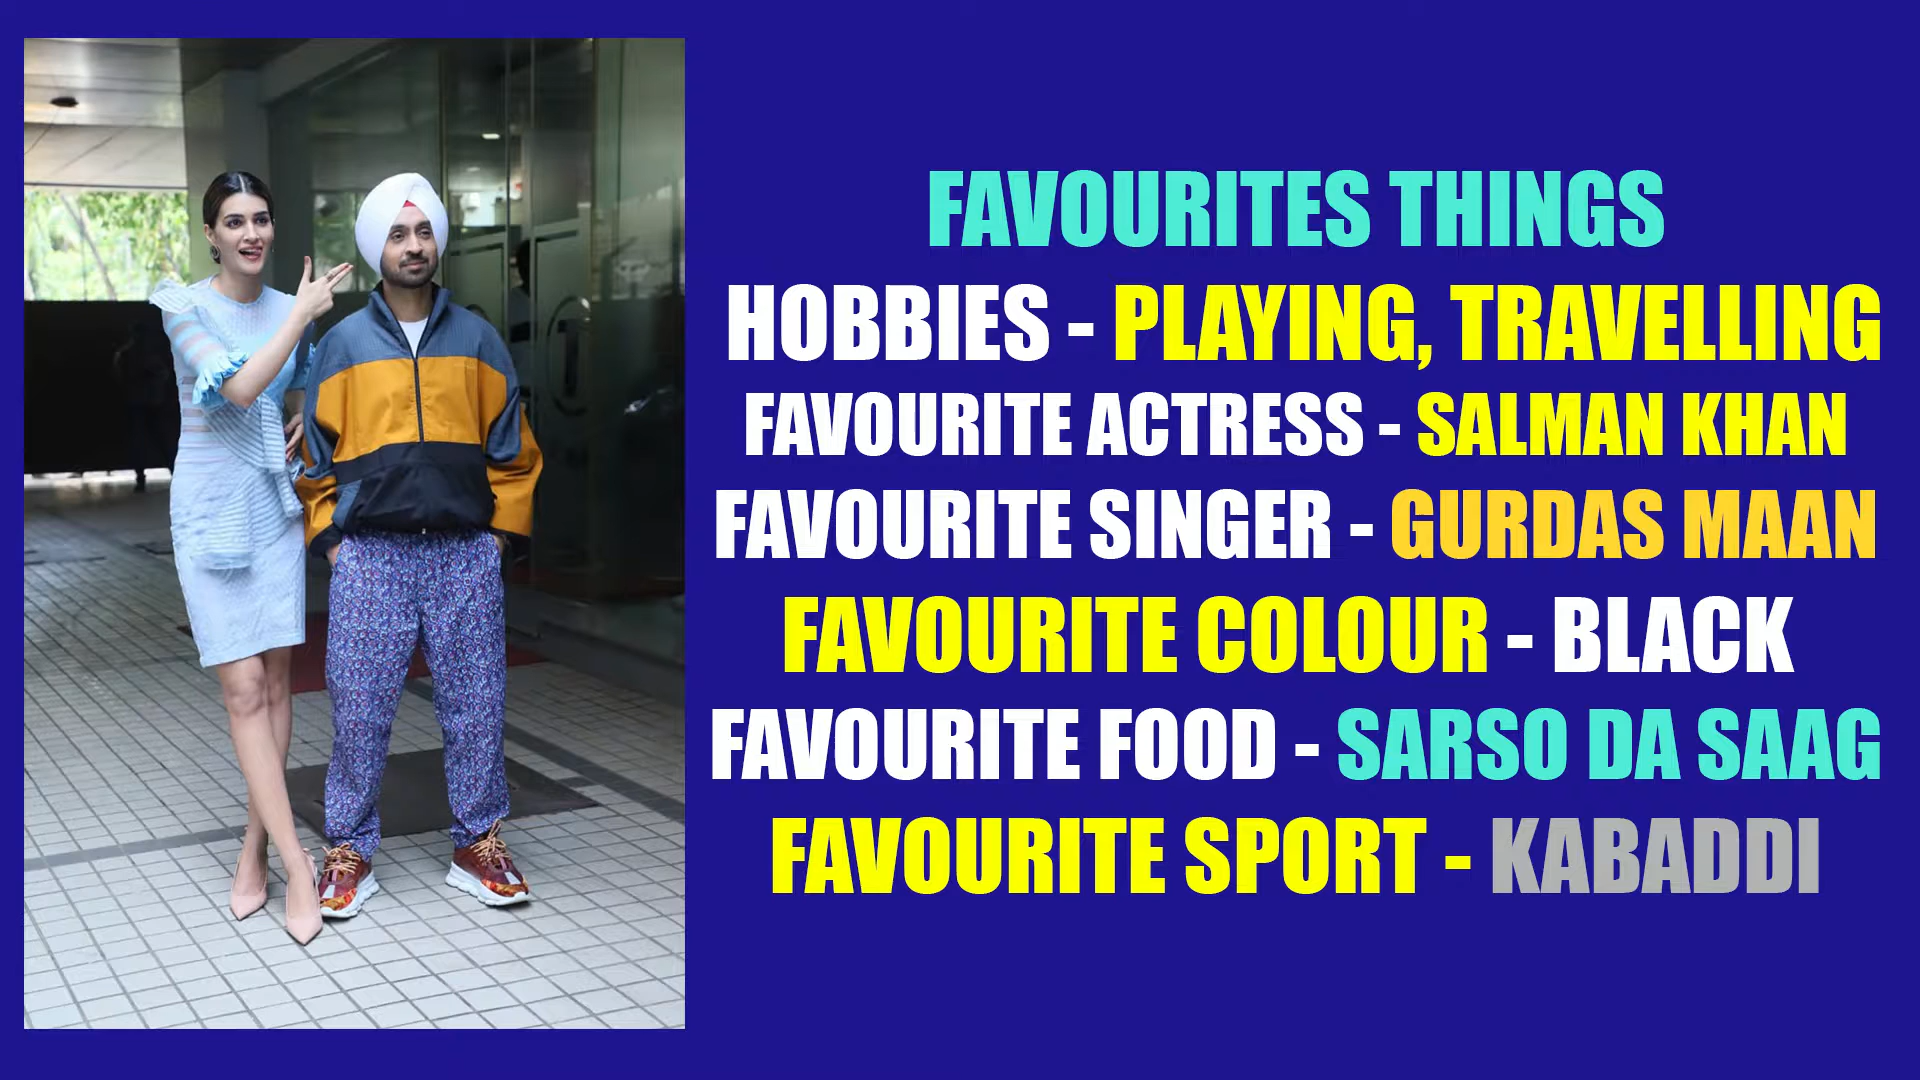 FAVOURITES THINGS
HOBBIES - PLAYING, TRAVELLING
FAVOURITE ACTRESS - SALMAN KHAN
FAVOURITE SINGER - GURDAS MAAN
FAVOURITE COLOUR - BLACK
FAVOURITE FOOD - SARSO DA SAAG
FAVOURITE SPORT - KABADDI